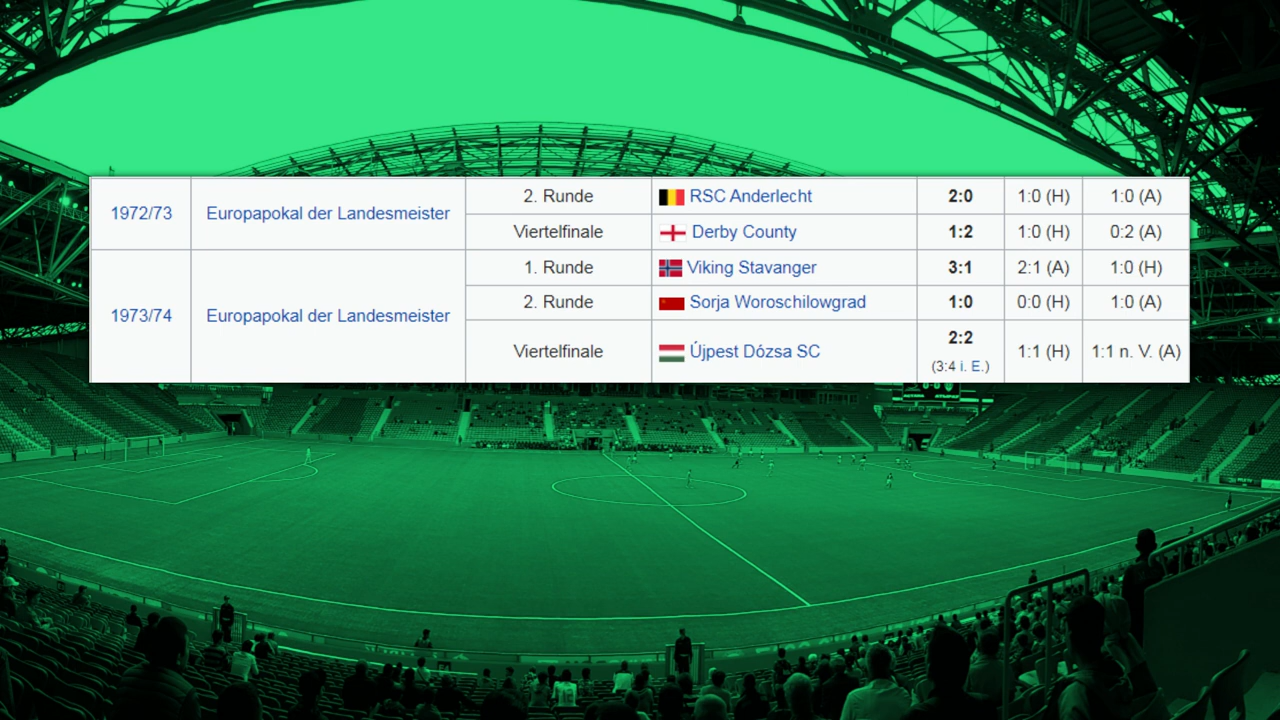 1972/73 Europapokal der Landesmeister 2. Runde RSC Anderlecht 2:0 1:0 (H) 1:0 (A)
Viertelfinale Derby County 1:2 1:0 (H) 0:2 (A)
1973/74 Europapokal der Landesmeister 1. Runde Viking Stavanger 3:1 2:1 (A) 1:0 (H)
2. Runde Sorja Woroschilowgrad 1:0 0:0 (H) 1:0 (A)
Viertelfinale Újpest Dózsa SC 2:2 1:1 (H) 1:1 n. V. (A)
(3:4 i. E.)